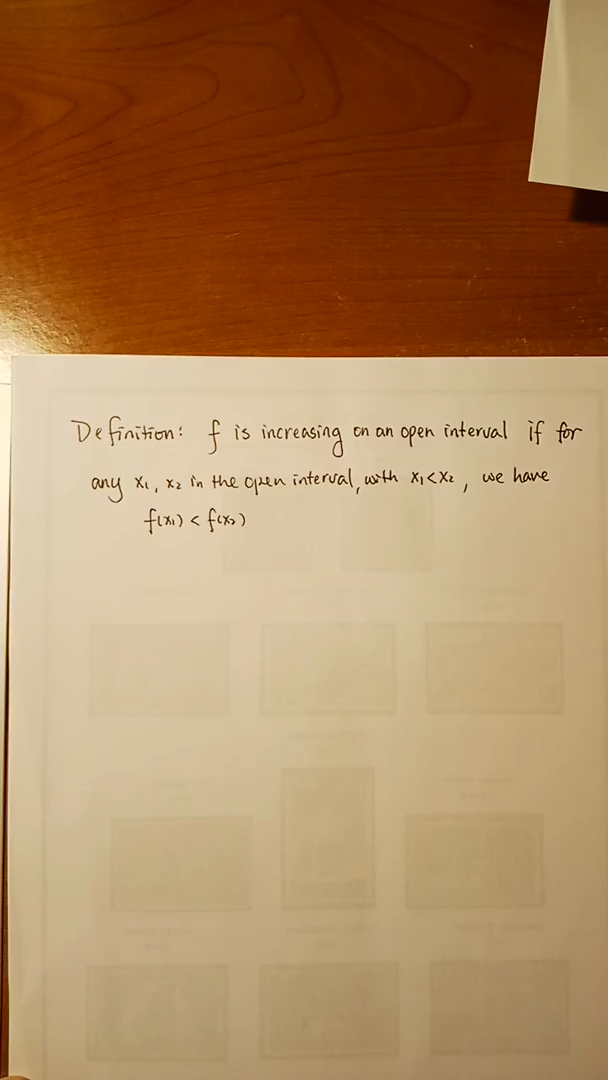 Definition: f is increasing on an open interval if for
any x₁, x₂ in the open interval, with x₁<x₂, we have
f(x₁) < f(x₂)